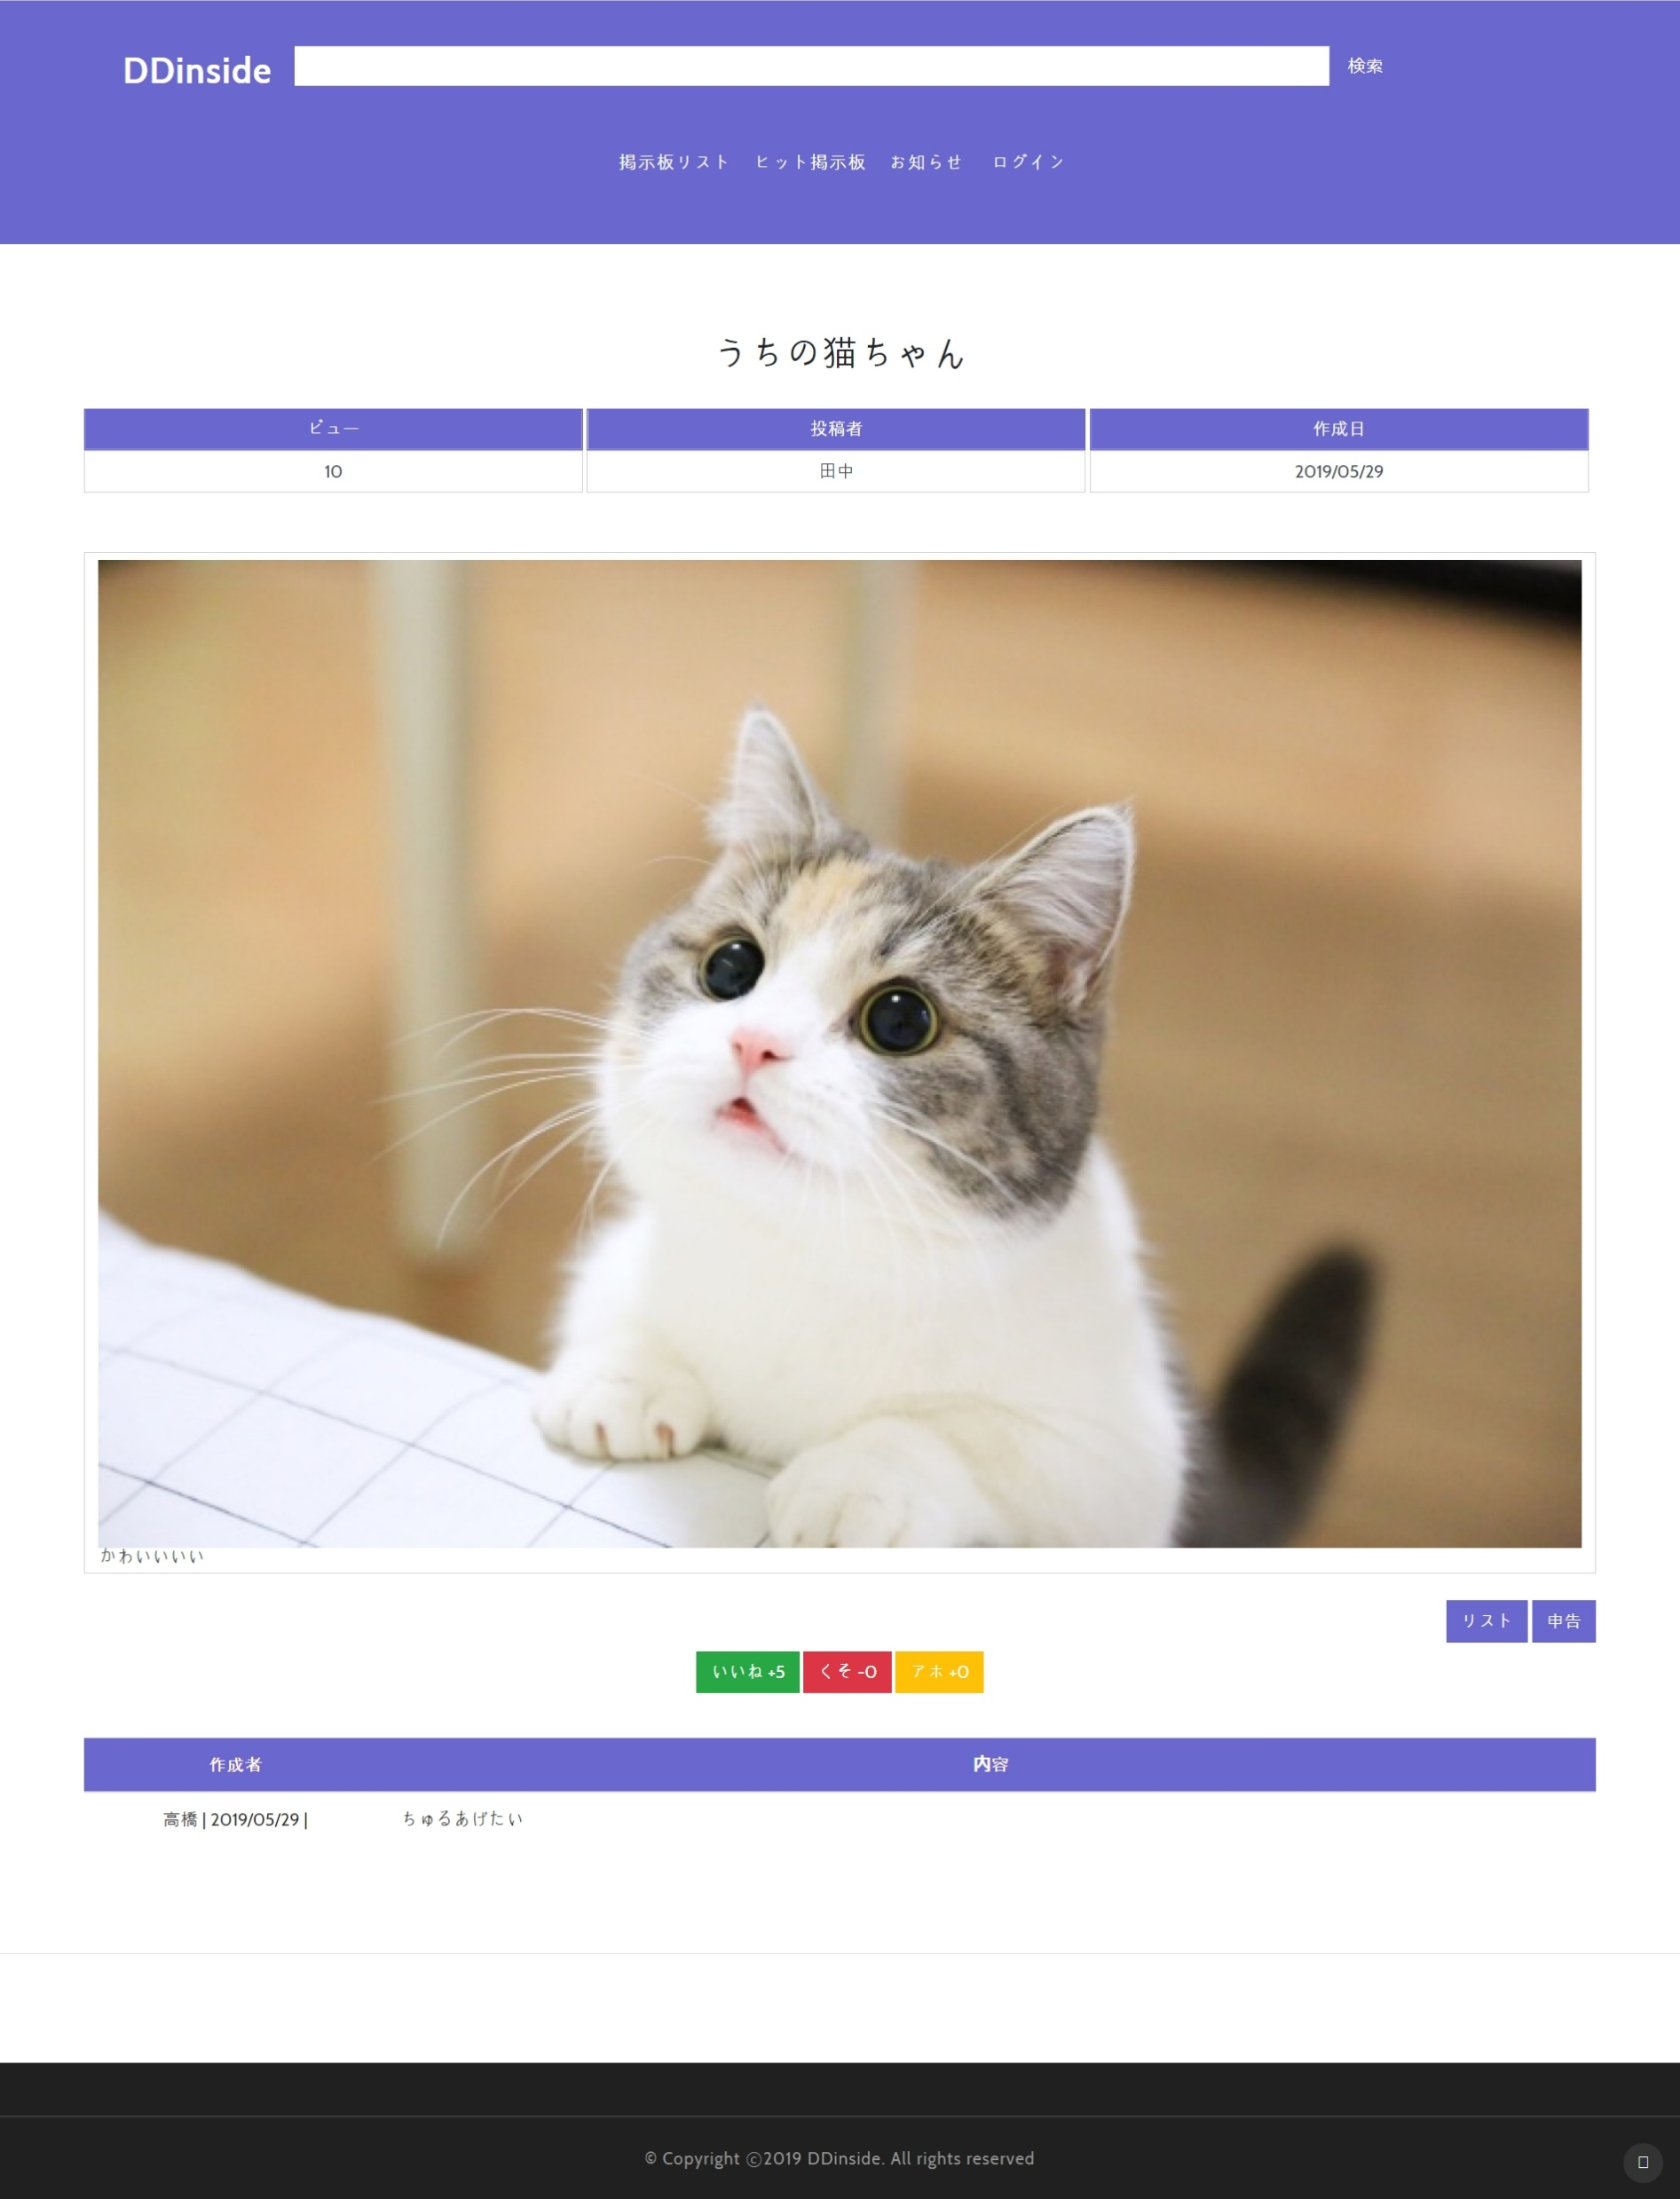 DDinside 検索
掲示板リスト ヒット掲示板 お知らせ ログイン
うちの猫ちゃん
ビュー 投稿者 作成日
10 田中 2019/05/29
かわいいいい
リスト 申告
いいね +5 くそ -0 アホ +0
作成者 内容
高橋 | 2019/05/29 | ちゅるあげたい
© Copyright ⓒ2019 DDinside. All rights reserved